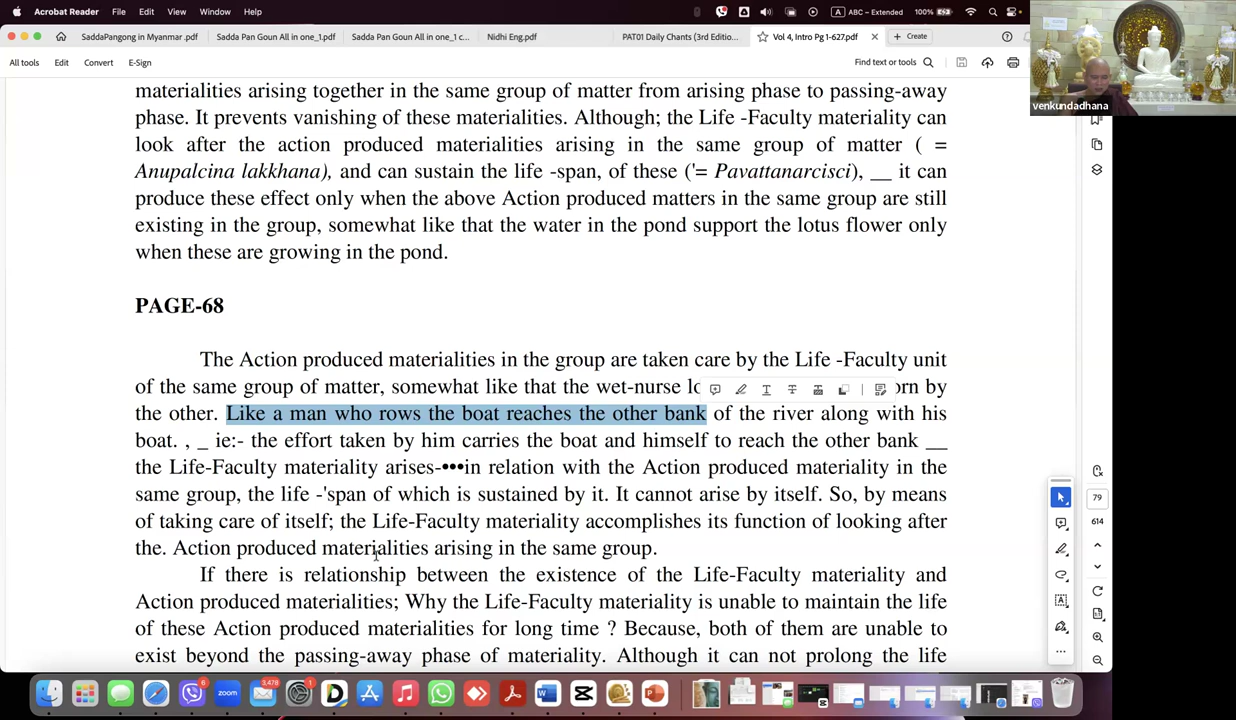 Acrobat Reader File Edit View Window Help A ABC – Extended 100%
SaddaPangong in Myanmar .pdf Sadda Pan Goun All in one_1.pdf Sadda Pan Goun All in one_1 c... Nidhi Eng.pdf PAT01 Daily Chants (3rd Editio... Vol 4, Intro Pg 1-627.pdf × + Create
All tools Edit Convert E-Sign Find text or tools
venkundadhana
materialities arising together in the same group of matter from arising phase to passing-away
phase. It prevents vanishing of these materialities. Although; the Life -Faculty materiality can
look after the action produced materialities arising in the same group of matter ( =
Anupalcina lakkhana), and can sustain the life -span, of these ('= Pavattanarcisci), __ it can
produce these effect only when the above Action produced matters in the same group are still
existing in the group, somewhat like that the water in the pond support the lotus flower only
when these are growing in the pond.
PAGE-68
The Action produced materialities in the group are taken care by the Life -Faculty unit
of the same group of matter, somewhat like that the wet-nurse lo orn by
the other. Like a man who rows the boat reaches the other bank of the river along with his
boat. , _ ie:- the effort taken by him carries the boat and himself to reach the other bank __
the Life-Faculty materiality arises-•••in relation with the Action produced materiality in the
same group, the life -'span of which is sustained by it. It cannot arise by itself. So, by means
of taking care of itself; the Life-Faculty materiality accomplishes its function of looking after
the. Action produced materialities arising in the same group.
If there is relationship between the existence of the Life-Faculty materiality and
Action produced materialities; Why the Life-Faculty materiality is unable to maintain the life
of these Action produced materialities for long time ? Because, both of them are unable to
exist beyond the passing-away phase of materiality. Although it can not prolong the life
79
614
6
zoom
3,478
1